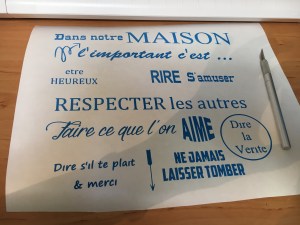 Dans notre MAISON
l'important c'est ...
etre
HEUREUX
RIRE S'amuser
RESPECTER les autres
Faire ce que l'on AIME
Dire
la
Vente
Dire s'il te plait
& merci
NE JAMAIS
LAISSER TOMBER